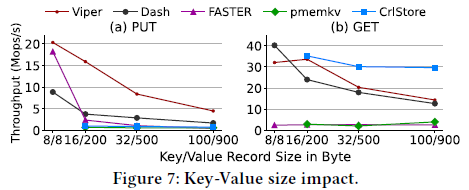 Viper Dash FASTER pmemkv CrlStore
(a) PUT (b) GET
Throughput (Mops/s)
20
15
10
5
0
40
30
20
10
0
8/8 16/200 32/500 100/900 8/8 16/200 32/500 100/900
Key/Value Record Size in Byte
Figure 7: Key-Value size impact.